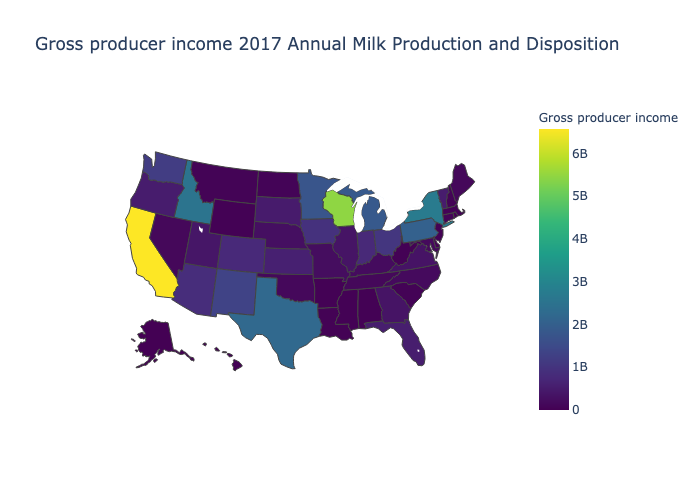 Gross producer income 2017 Annual Milk Production and Disposition
Gross producer income
6B
5B
4B
3B
2B
1B
0